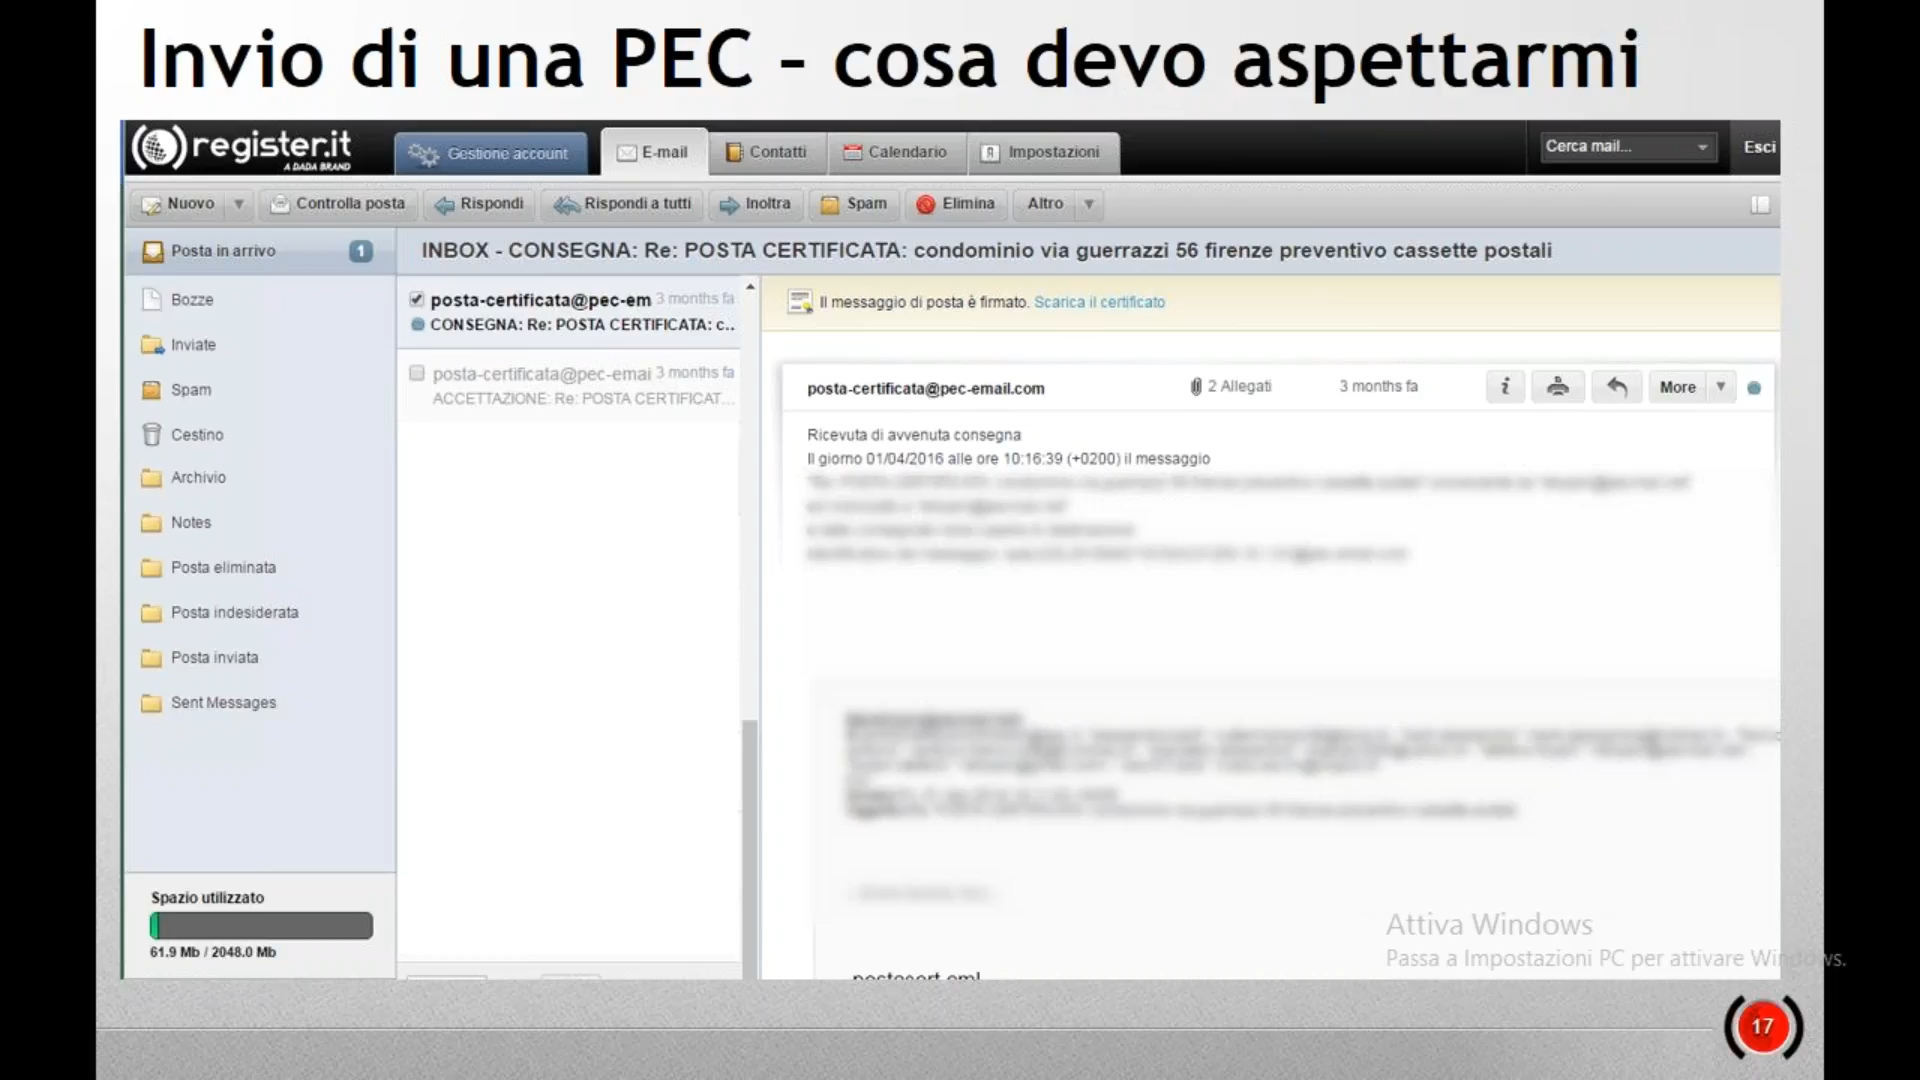 Invio di una PEC - cosa devo aspettarmi
register.it
A DADA BRAND
Gestione account
E-mail
Contatti
Calendario
Impostazioni
Cerca mail...
Esci
Nuovo
Controlla posta
Rispondi
Rispondi a tutti
Inoltra
Spam
Elimina
Altro
Posta in arrivo 1
Bozze
Inviate
Spam
Cestino
Archivio
Notes
Posta eliminata
Posta indesiderata
Posta inviata
Sent Messages
Spazio utilizzato
61.9 Mb / 2048.0 Mb
INBOX - CONSEGNA: Re: POSTA CERTIFICATA: condominio via guerrazzi 56 firenze preventivo cassette postali
posta-certificata@pec-em 3 months fa
CONSEGNA: Re: POSTA CERTIFICATA: c..
posta-certificata@pec-emai 3 months fa
ACCETTAZIONE: Re: POSTA CERTIFICAT...
Il messaggio di posta è firmato. Scarica il certificato
posta-certificata@pec-email.com
2 Allegati
3 months fa
More
Ricevuta di avvenuta consegna
Il giorno 01/04/2016 alle ore 10:16:39 (+0200) il messaggio
Attiva Windows
Passa a Impostazioni PC per attivare Windows.
17